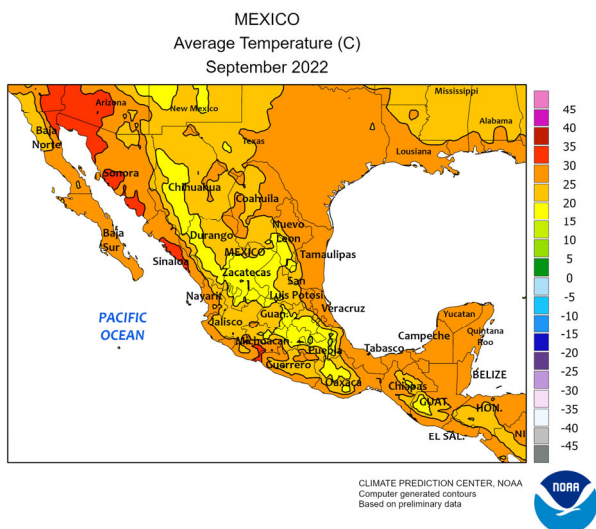 MEXICO
Average Temperature (C)
September 2022
Mississippi
Arizona
New Mexico
Alabama
Baja
Norte
Texas
Lousiana
Sonora
Chihuahua
Coahuila
Baja
Sur
Durango
Nuevo
Leon
MEXICO
Tamaulipas
Sinaloa
Zacatecas
San
Luis Potosi
Nayarit
Veracruz
PACIFIC
OCEAN
Jalisco
Guan.
Yucatan
Campeche
Quintana
Roo
Michoacan
Puebla
Tabasco
Guerrero
BELIZE
Oaxaca
Chiapas
GUAT.
HON.
EL SAL.
NI
45
40
35
30
25
20
15
10
5
0
-5
-10
-15
-20
-25
-30
-35
-40
-45
CLIMATE PREDICTION CENTER, NOAA
Computer generated contours
Based on preliminary data
NOAA